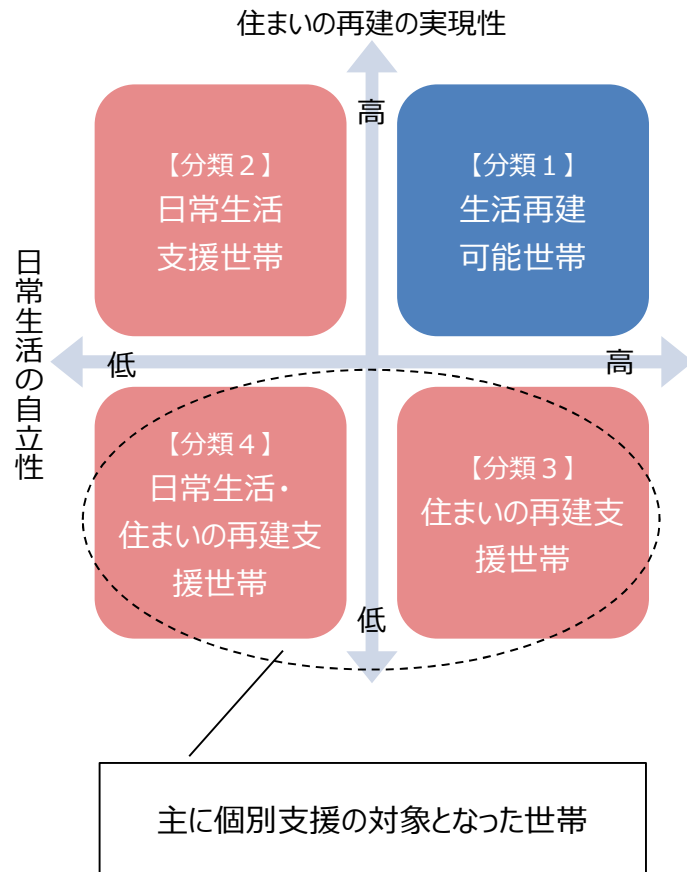 住まいの再建の実現性
高
【分類２】
日常生活
支援世帯
【分類１】
生活再建
可能世帯
日常生活の自立性
低
高
【分類４】
日常生活・
住まいの再建支
援世帯
【分類３】
住まいの再建支
援世帯
低
主に個別支援の対象となった世帯